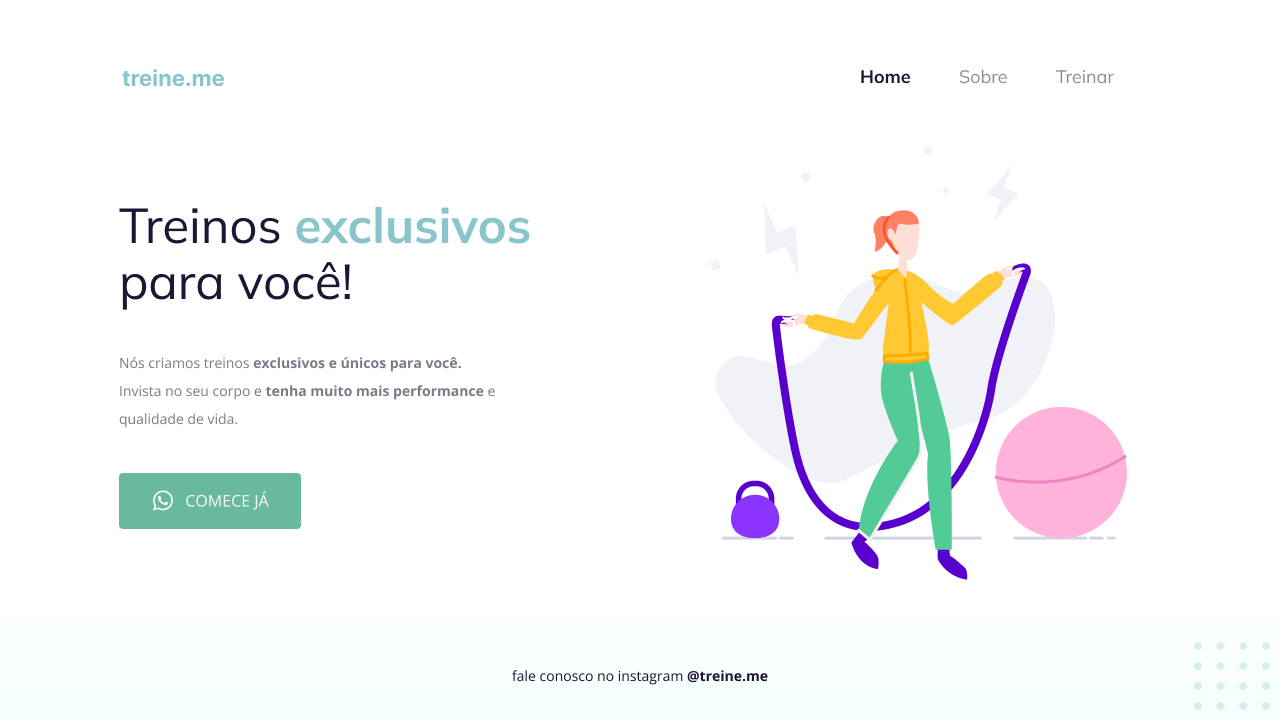 treine.me
Home Sobre Treinar
Treinos exclusivos
para você!
Nós criamos treinos exclusivos e únicos para você.
Invista no seu corpo e tenha muito mais performance e
qualidade de vida.
COMECE JÁ
fale conosco no instagram @treine.me